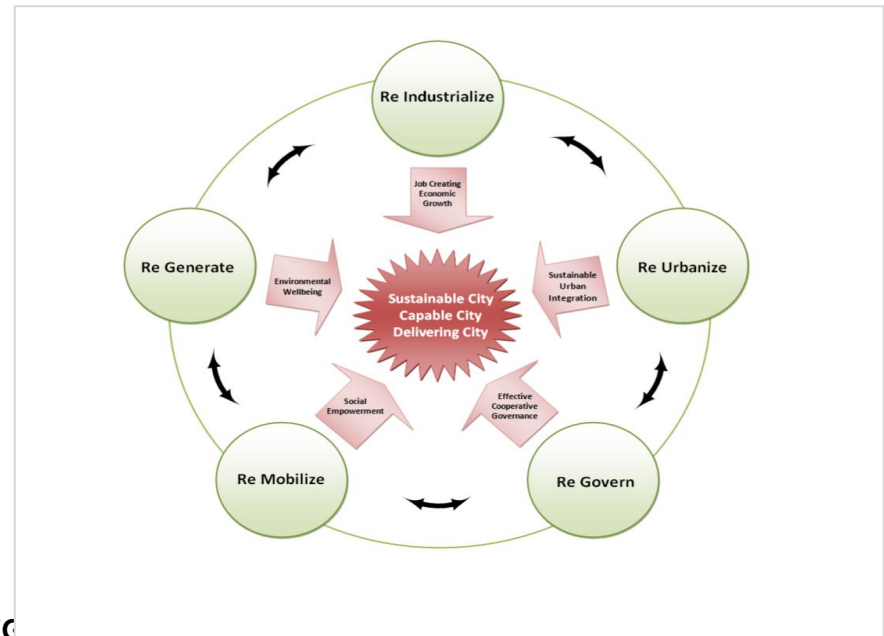 Re Industrialize
Job Creating
Economic
Growth
Re Generate
Environmental
Wellbeing
Sustainable City
Capable City
Delivering City
Sustainable
Urban
Integration
Re Urbanize
Social
Empowerment
Effective
Cooperative
Governance
Re Mobilize
Re Govern